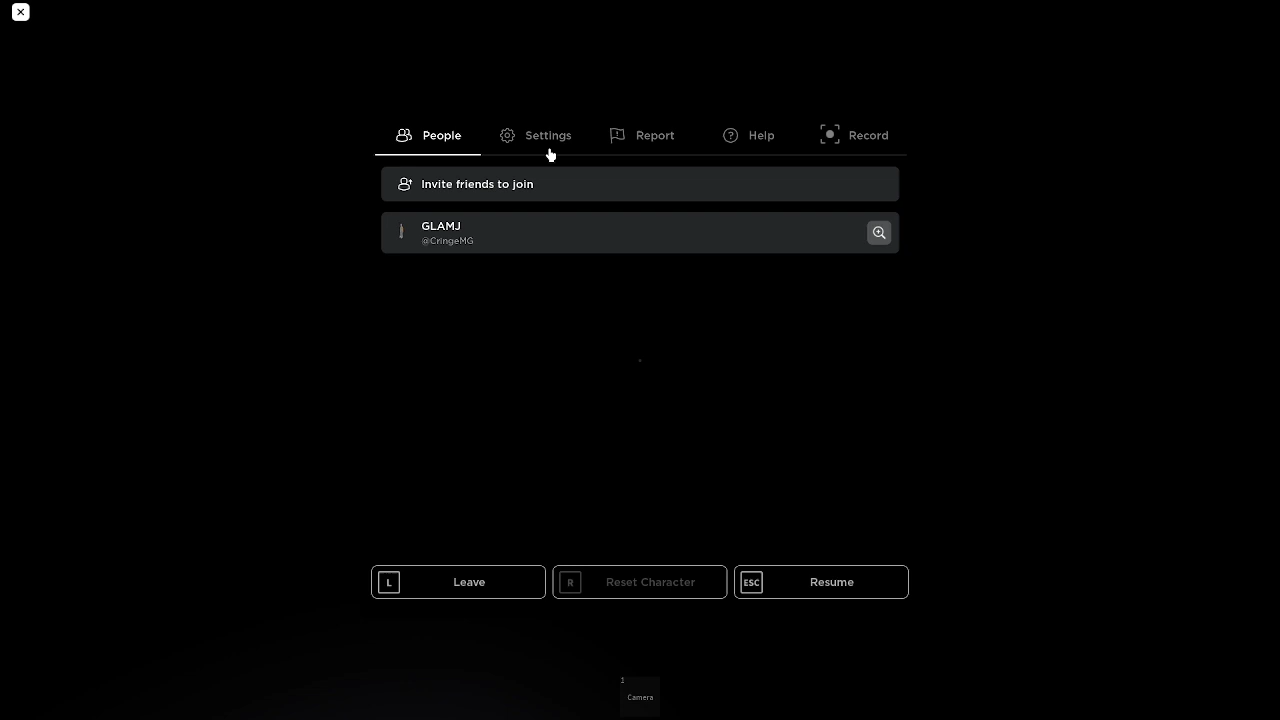 People
Settings
Report
Help
Record
Invite friends to join
GLAMJ
@CringeMG
L Leave
R Reset Character
ESC Resume
1
Camera